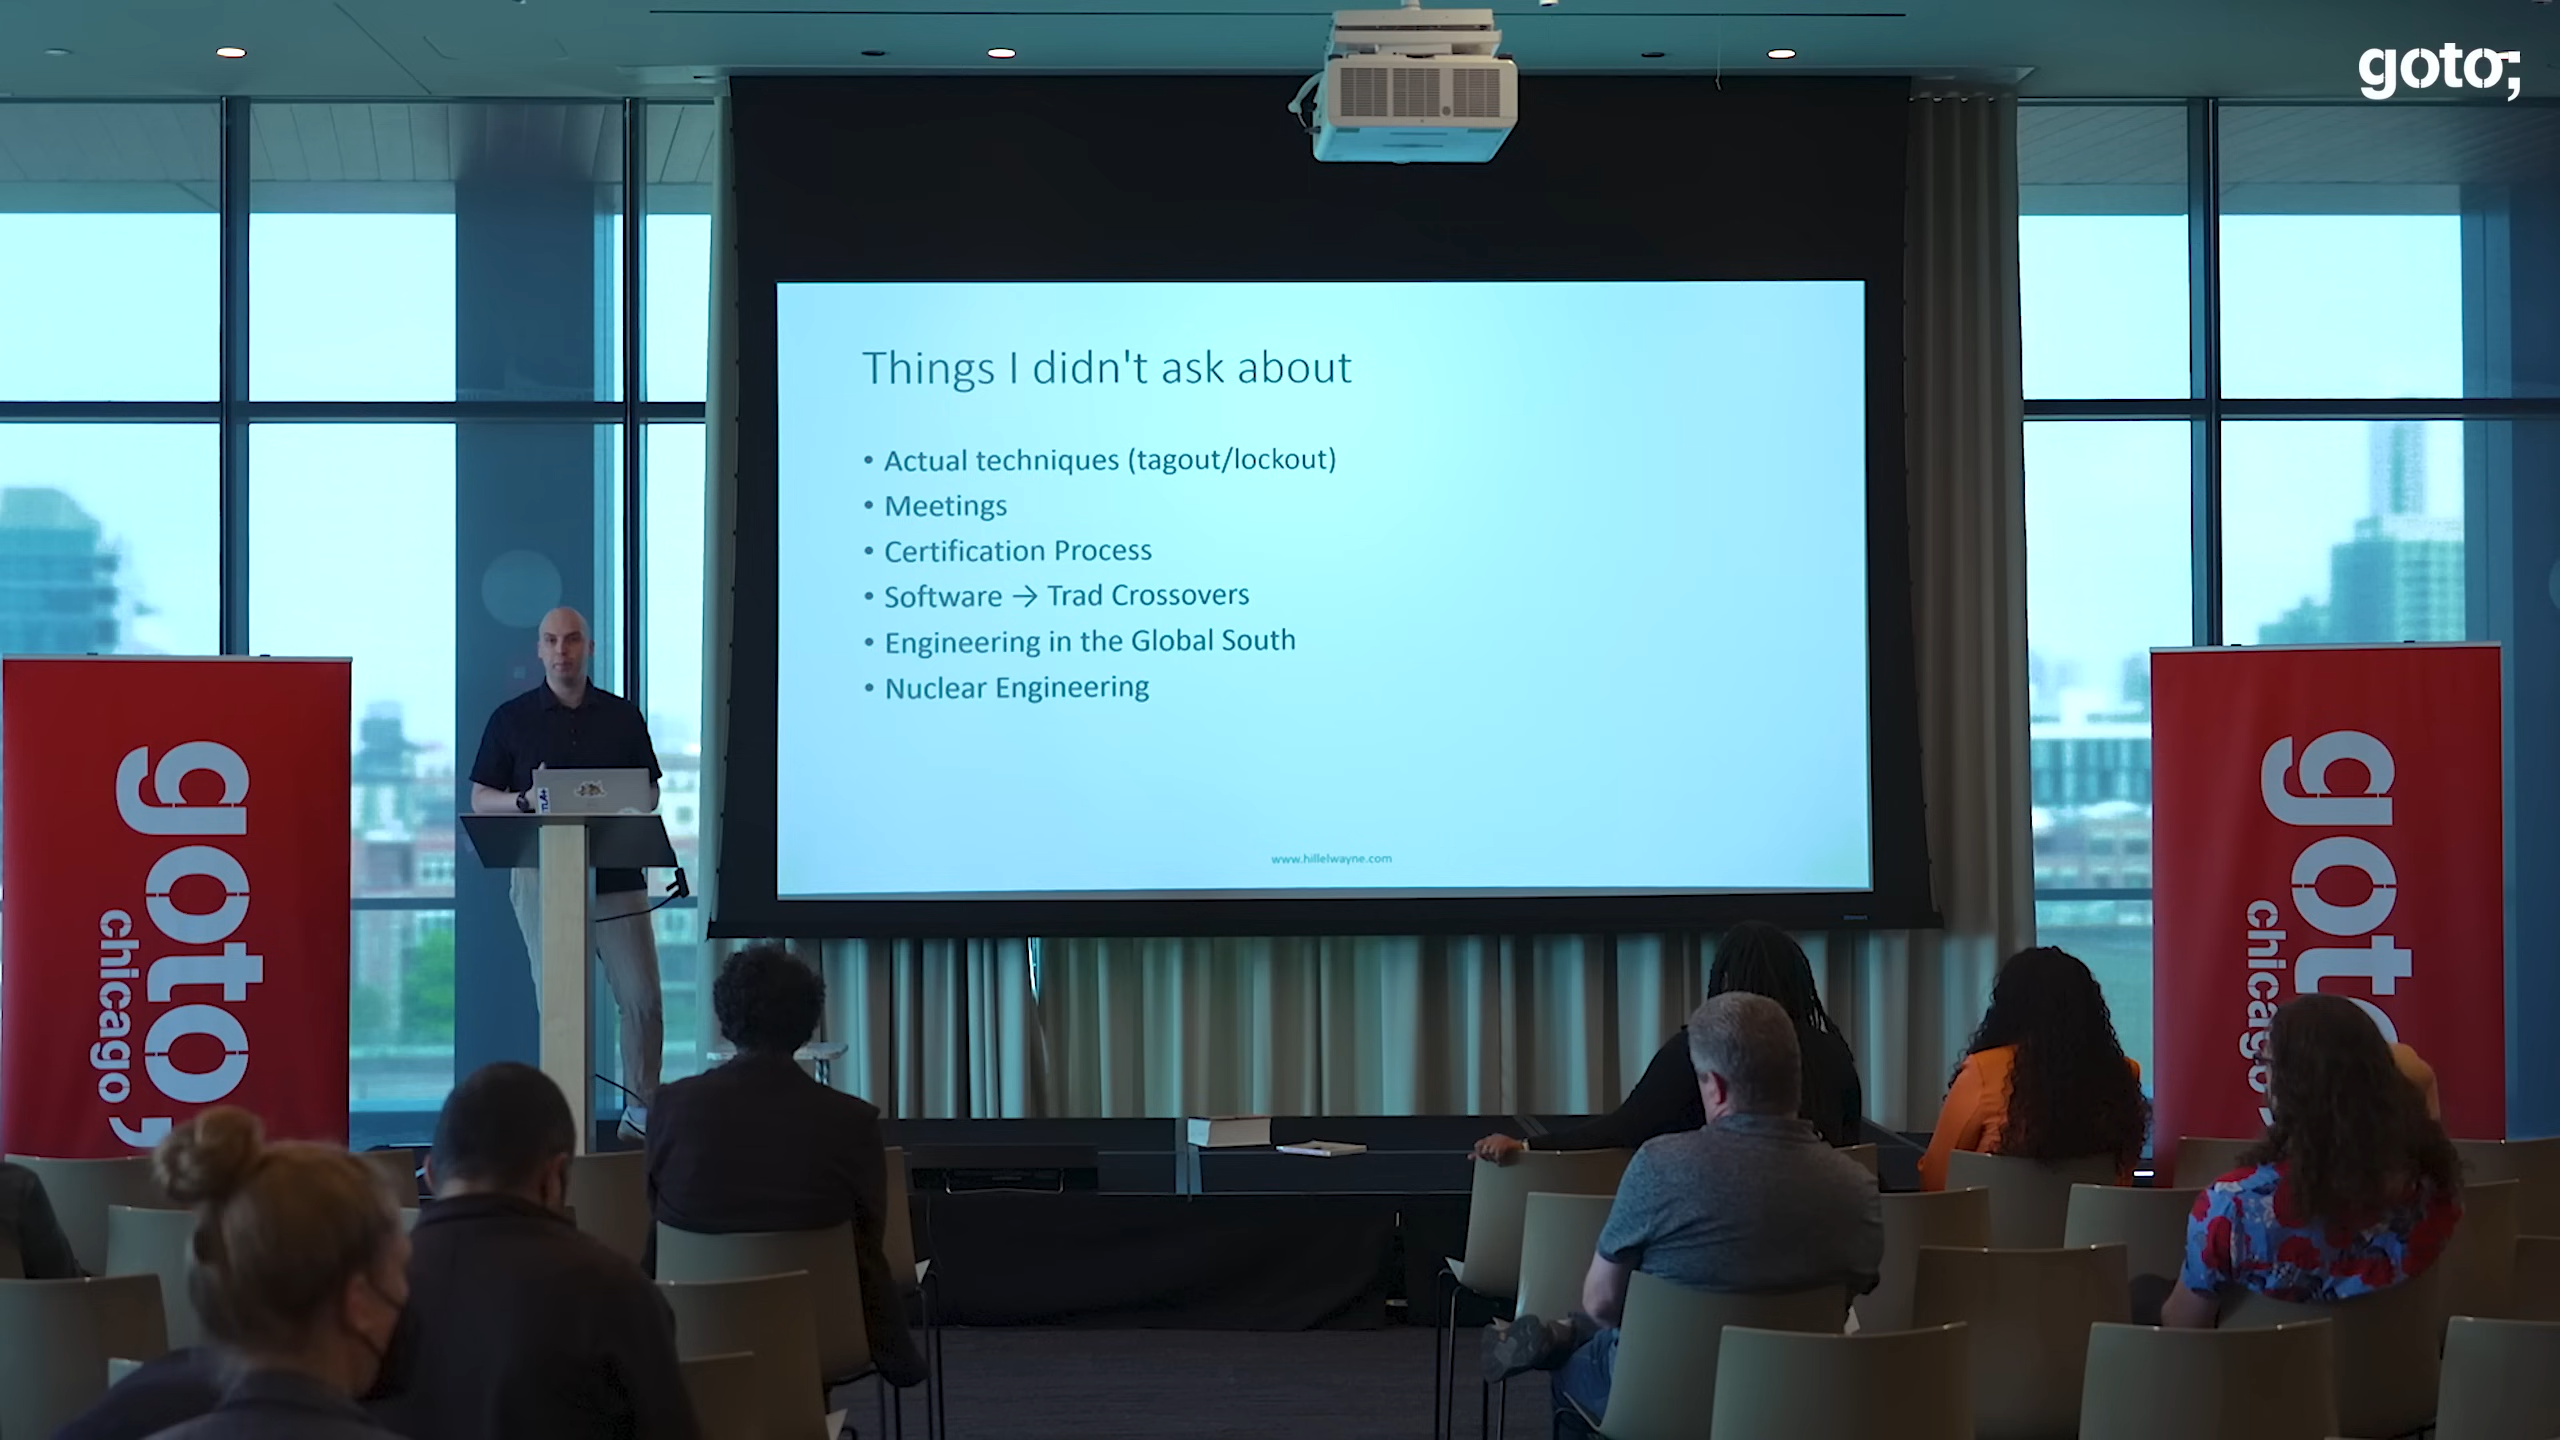 goto;
Things I didn't ask about
• Actual techniques (tagout/lockout)
• Meetings
• Certification Process
• Software → Trad Crossovers
• Engineering in the Global South
• Nuclear Engineering
www.hillelwayne.com
goto;
chicago
TLA+
goto
chicago